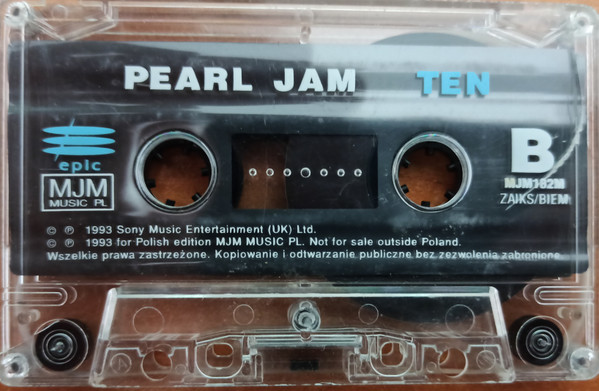 PEARL JAM TEN
epic
B
MJM
MUSIC PL
MJM182M
ZAIKS/BIEM
© ℗ 1993 Sony Music Entertainment (UK) Ltd.
© ℗ 1993 for Polish edition MJM MUSIC PL. Not for sale outside Poland.
Wszelkie prawa zastrzeżone. Kopiowanie i odtwarzanie publiczne bez zezwolenia zabronione